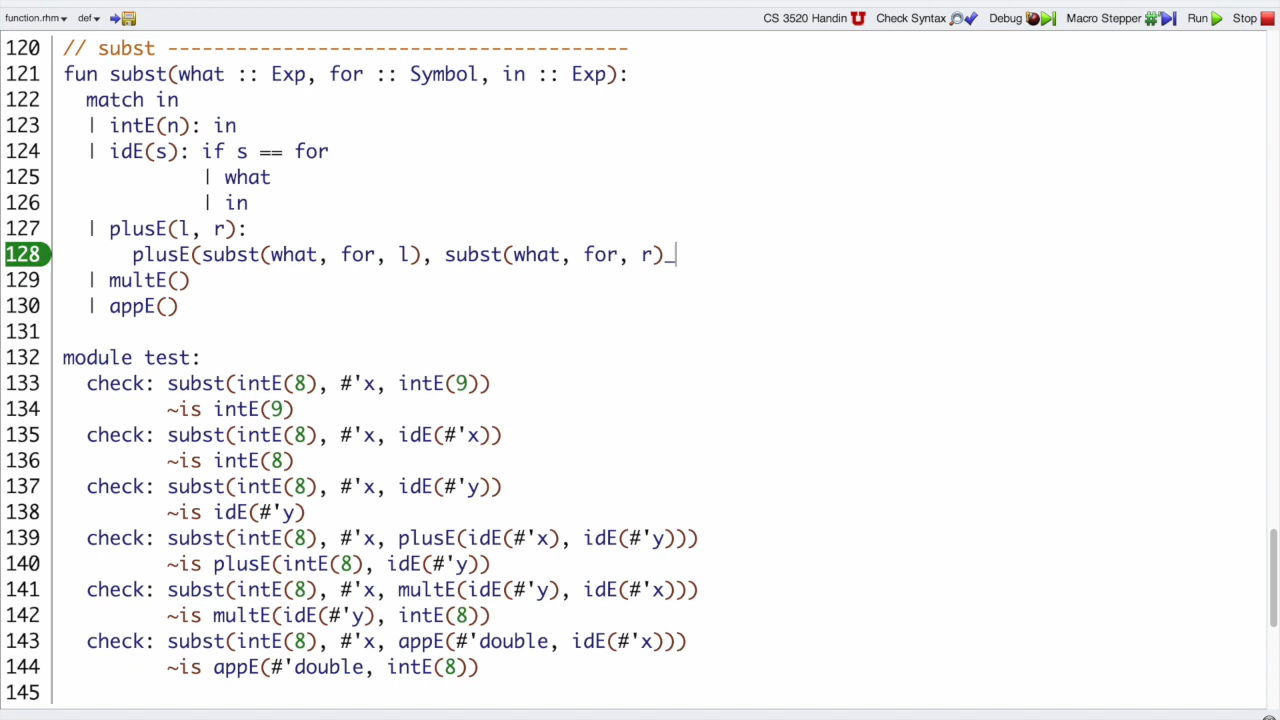 function.rhm▾ def▾ CS 3520 Handin Check Syntax Debug Macro Stepper Run Stop
120 // subst ----------------------------------------
121 fun subst(what :: Exp, for :: Symbol, in :: Exp):
122   match in
123   | intE(n): in
124   | idE(s): if s == for
125             | what
126             | in
127   | plusE(l, r):
128       plusE(subst(what, for, l), subst(what, for, r)_
129   | multE()
130   | appE()
131
132 module test:
133   check: subst(intE(8), #'x, intE(9))
134          ~is intE(9)
135   check: subst(intE(8), #'x, idE(#'x))
136          ~is intE(8)
137   check: subst(intE(8), #'x, idE(#'y))
138          ~is idE(#'y)
139   check: subst(intE(8), #'x, plusE(idE(#'x), idE(#'y)))
140          ~is plusE(intE(8), idE(#'y))
141   check: subst(intE(8), #'x, multE(idE(#'y), idE(#'x)))
142          ~is multE(idE(#'y), intE(8))
143   check: subst(intE(8), #'x, appE(#'double, idE(#'x)))
144          ~is appE(#'double, intE(8))
145